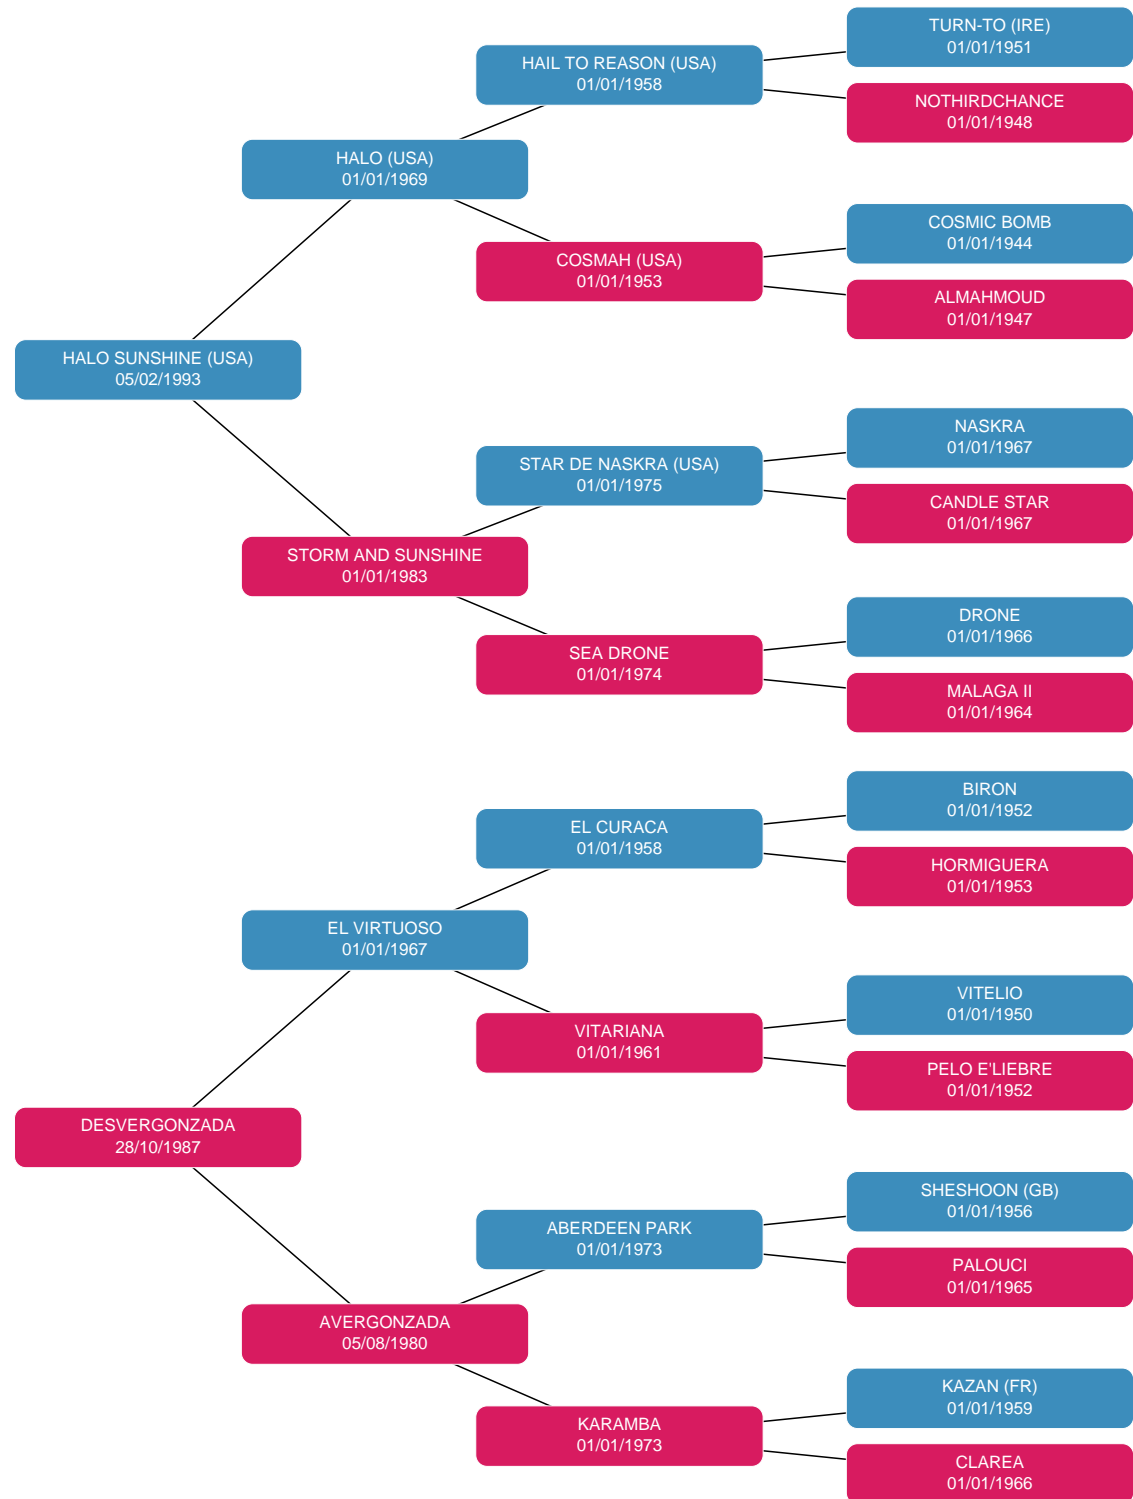 TURN-TO (IRE)
01/01/1951
HAIL TO REASON (USA)
01/01/1958
NOTHIRDCHANCE
01/01/1948
HALO (USA)
01/01/1969
COSMIC BOMB
01/01/1944
COSMAH (USA)
01/01/1953
ALMAHMOUD
01/01/1947
HALO SUNSHINE (USA)
05/02/1993
NASKRA
01/01/1967
STAR DE NASKRA (USA)
01/01/1975
CANDLE STAR
01/01/1967
STORM AND SUNSHINE
01/01/1983
DRONE
01/01/1966
SEA DRONE
01/01/1974
MALAGA II
01/01/1964
BIRON
01/01/1952
EL CURACA
01/01/1958
HORMIGUERA
01/01/1953
EL VIRTUOSO
01/01/1967
VITELIO
01/01/1950
VITARIANA
01/01/1961
PELO E'LIEBRE
01/01/1952
DESVERGONZADA
28/10/1987
SHESHOON (GB)
01/01/1956
ABERDEEN PARK
01/01/1973
PALOUCI
01/01/1965
AVERGONZADA
05/08/1980
KAZAN (FR)
01/01/1959
KARAMBA
01/01/1973
CLAREA
01/01/1966